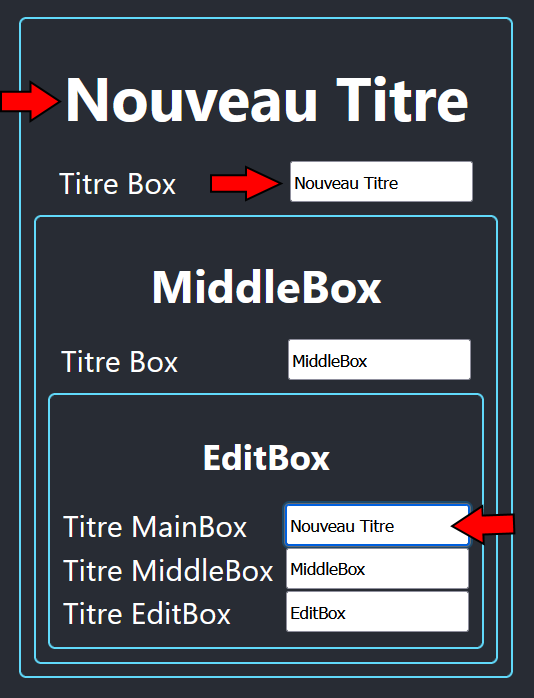 Nouveau Titre
Titre Box Nouveau Titre
MiddleBox
Titre Box MiddleBox
EditBox
Titre MainBox Nouveau Titre
Titre MiddleBox MiddleBox
Titre EditBox EditBox